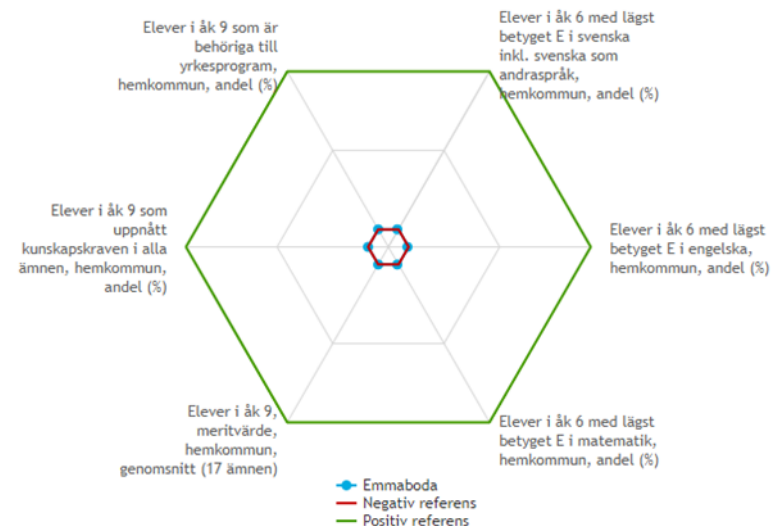 Elever i åk 9 som är
behöriga till
yrkesprogram,
hemkommun, andel (%)
Elever i åk 6 med lägst
betyget E i svenska
inkl. svenska som
andraspråk,
hemkommun, andel (%)
Elever i åk 9 som
uppnått
kunskapskraven i alla
ämnen, hemkommun,
andel (%)
Elever i åk 6 med lägst
betyget E i engelska,
hemkommun, andel (%)
Elever i åk 9,
meritvärde,
hemkommun,
genomsnitt (17 ämnen)
Elever i åk 6 med lägst
betyget E i matematik,
hemkommun, andel (%)
Emmaboda
Negativ referens
Positiv referens